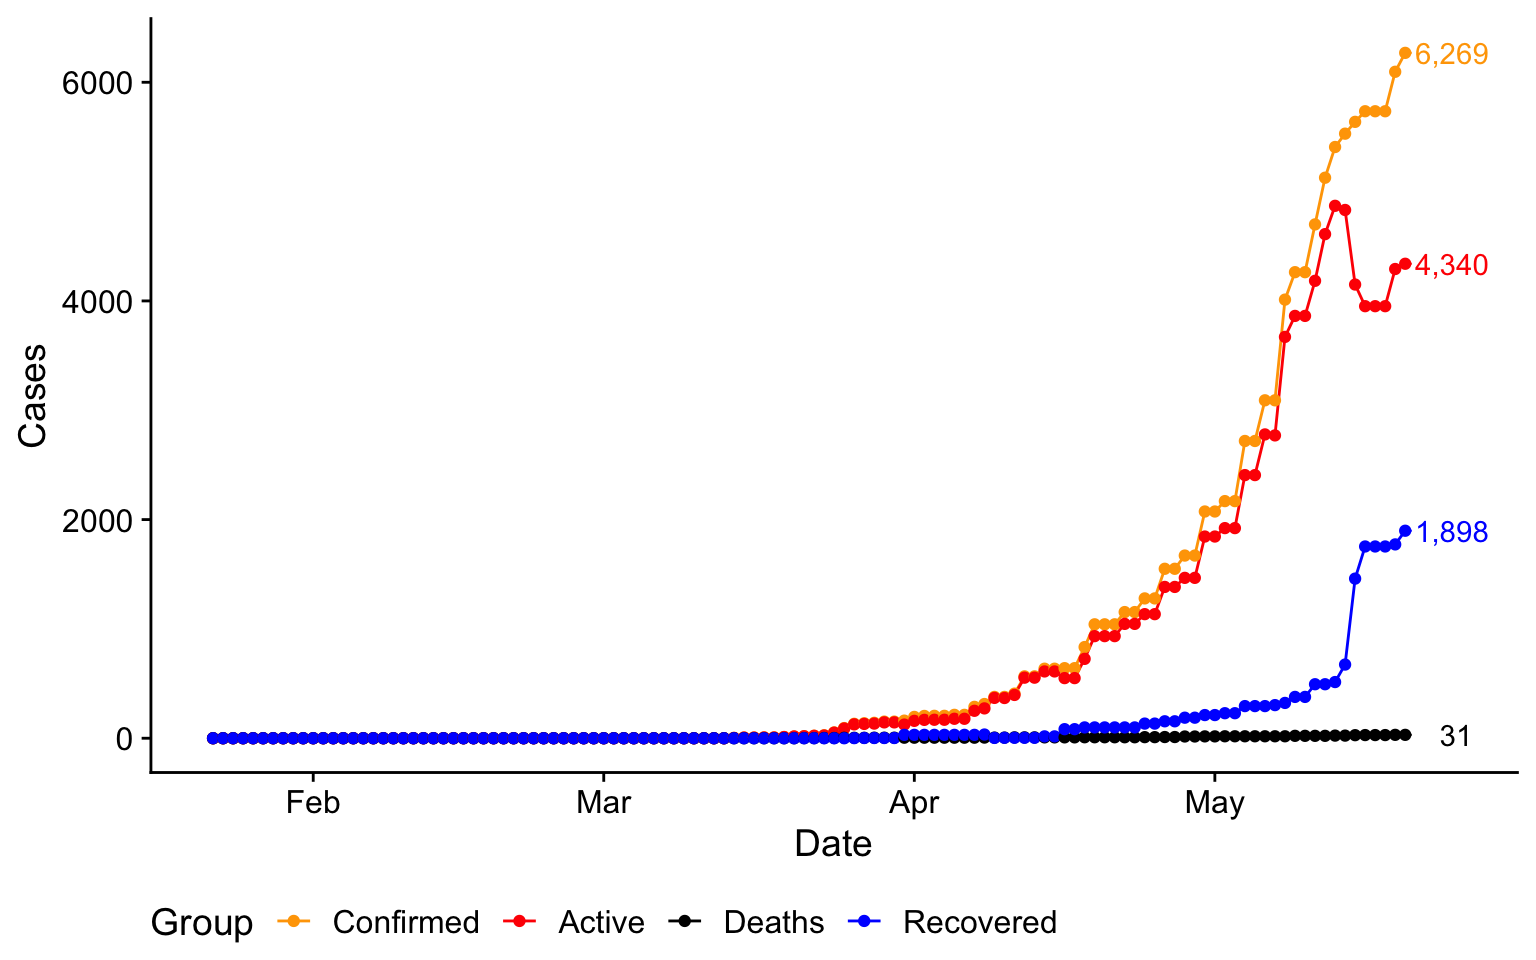 6000
4000
2000
0
Cases
6,269
4,340
1,898
31
Feb Mar Apr May
Date
Group Confirmed Active Deaths Recovered